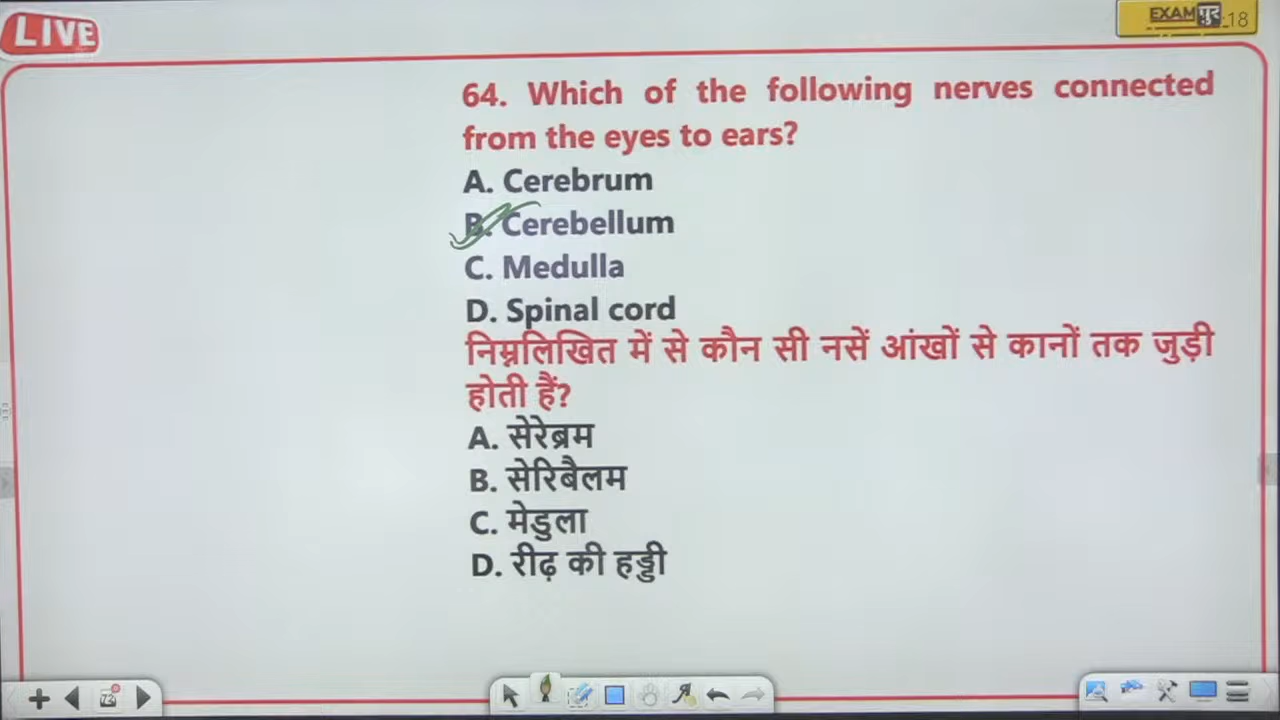 LIVE
EXAM गुरु 18
64. Which of the following nerves connected
from the eyes to ears?
A. Cerebrum
B. Cerebellum
C. Medulla
D. Spinal cord
निम्नलिखित में से कौन सी नसें आंखों से कानों तक जुड़ी
होती हैं?
A. सेरेब्रम
B. सेरिबैलम
C. मेडुला
D. रीढ़ की हड्डी